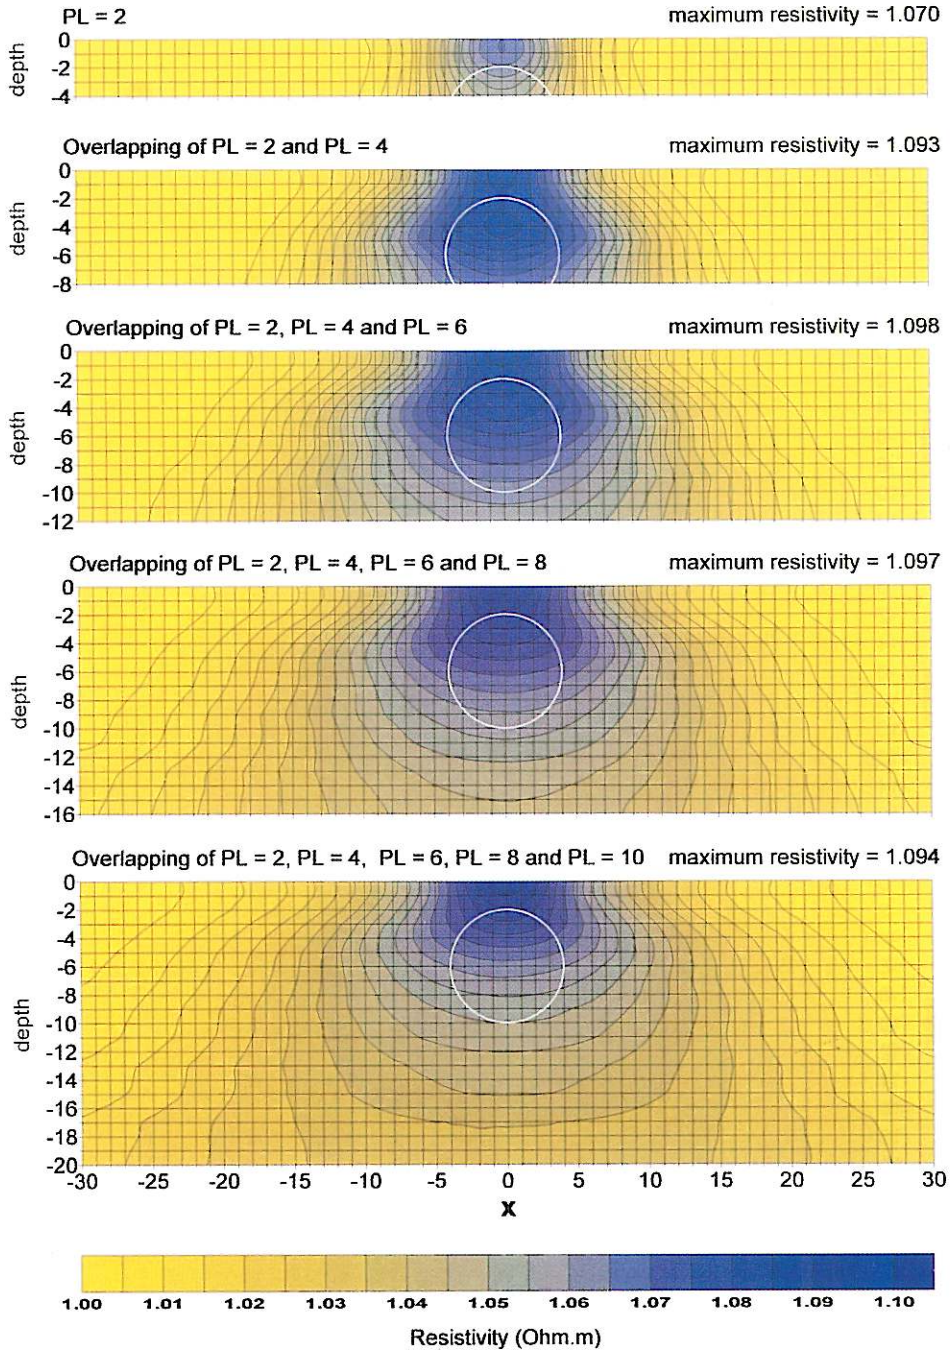 PL = 2 maximum resistivity = 1.070
0
-2
-4
depth
Overlapping of PL = 2 and PL = 4 maximum resistivity = 1.093
0
-2
-4
-6
-8
depth
Overlapping of PL = 2, PL = 4 and PL = 6 maximum resistivity = 1.098
0
-2
-4
-6
-8
-10
-12
depth
Overlapping of PL = 2, PL = 4, PL = 6 and PL = 8 maximum resistivity = 1.097
0
-2
-4
-6
-8
-10
-12
-14
-16
depth
Overlapping of PL = 2, PL = 4, PL = 6, PL = 8 and PL = 10 maximum resistivity = 1.094
0
-2
-4
-6
-8
-10
-12
-14
-16
-18
-20
depth
-30 -25 -20 -15 -10 -5 0 5 10 15 20 25 30
X
1.00 1.01 1.02 1.03 1.04 1.05 1.06 1.07 1.08 1.09 1.10
Resistivity (Ohm.m)